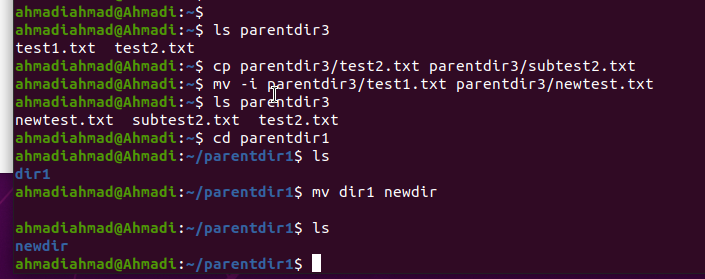 ahmadiahmad@Ahmadi:~$
ahmadiahmad@Ahmadi:~$ ls parentdir3
test1.txt  test2.txt
ahmadiahmad@Ahmadi:~$ cp parentdir3/test2.txt parentdir3/subtest2.txt
ahmadiahmad@Ahmadi:~$ mv -i parentdir3/test1.txt parentdir3/newtest.txt
ahmadiahmad@Ahmadi:~$ ls parentdir3
newtest.txt  subtest2.txt  test2.txt
ahmadiahmad@Ahmadi:~$ cd parentdir1
ahmadiahmad@Ahmadi:~/parentdir1$ ls
dir1
ahmadiahmad@Ahmadi:~/parentdir1$ mv dir1 newdir
ahmadiahmad@Ahmadi:~/parentdir1$ ls
newdir
ahmadiahmad@Ahmadi:~/parentdir1$